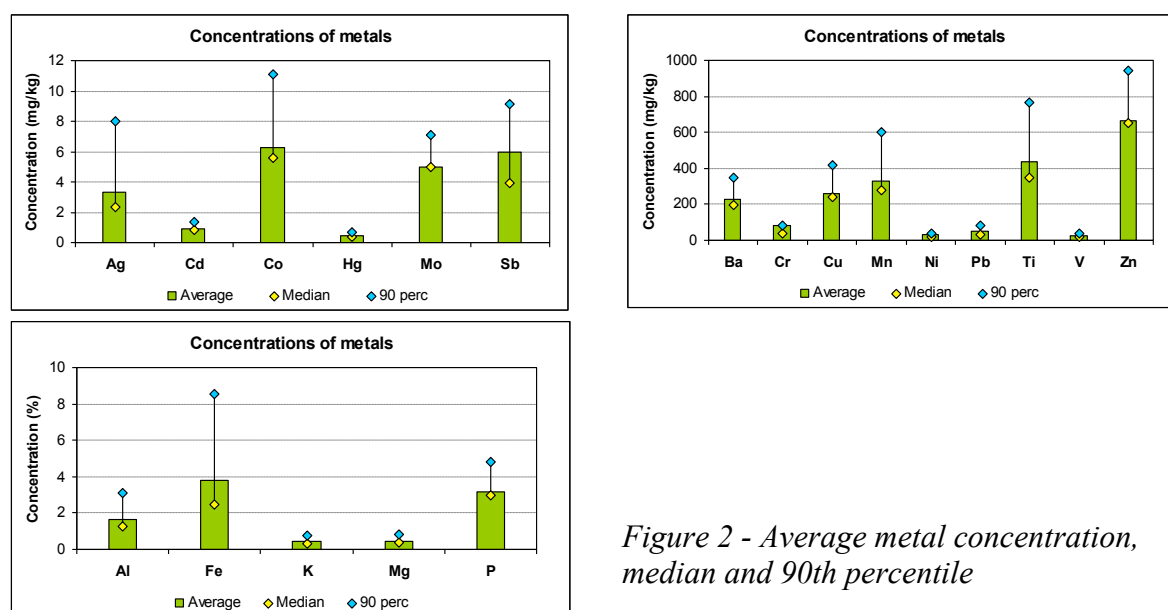 Concentrations of metals
Concentration (mg/kg)
12
10
8
6
4
2
0
Ag Cd Co Hg Mo Sb
Average Median 90 perc
Concentrations of metals
Concentration (mg/kg)
1000
800
600
400
200
0
Ba Cr Cu Mn Ni Pb Ti V Zn
Average Median 90 perc
Concentrations of metals
Concentration (%)
10
8
6
4
2
0
Al Fe K Mg P
Average Median 90 perc
Figure 2 - Average metal concentration,
median and 90th percentile